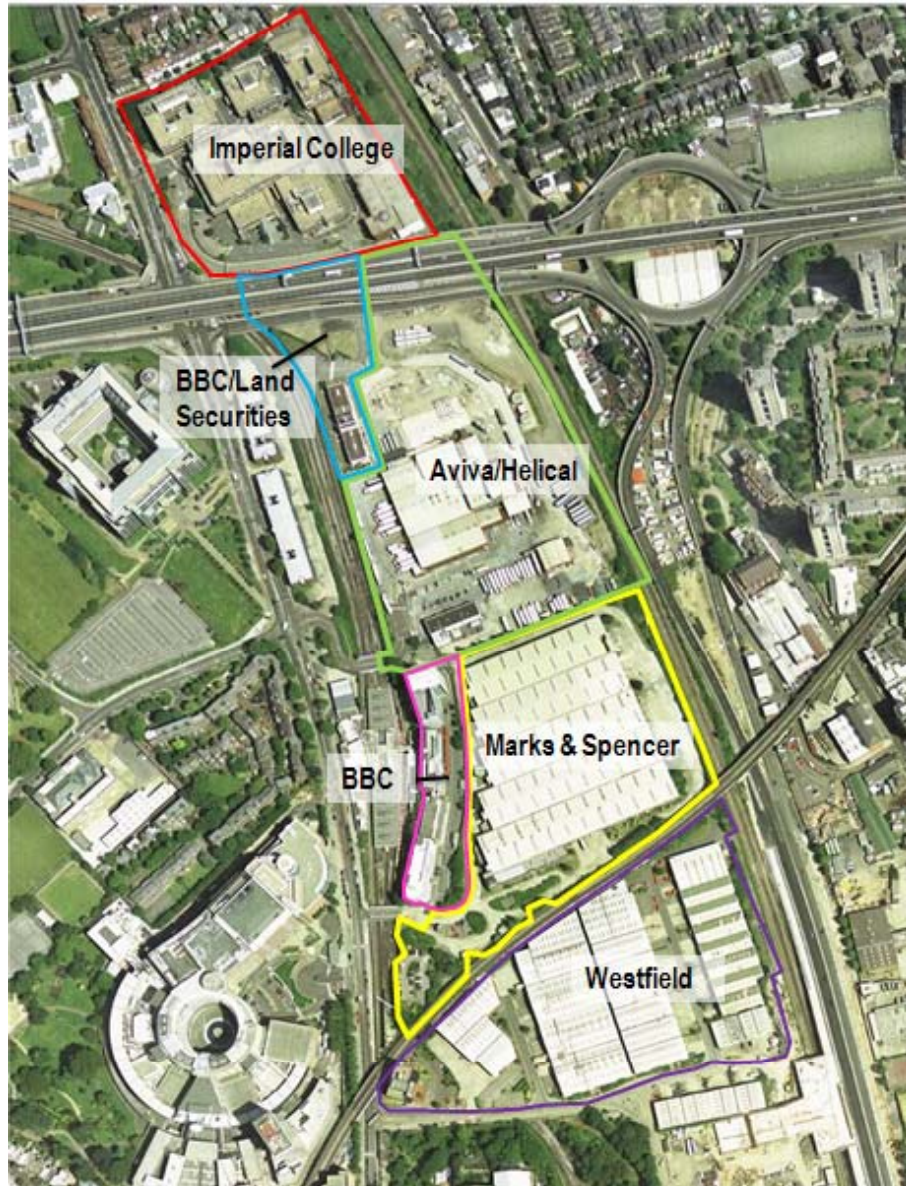 Imperial College
BBC/Land
Securities
Aviva/Helical
Marks & Spencer
BBC
Westfield